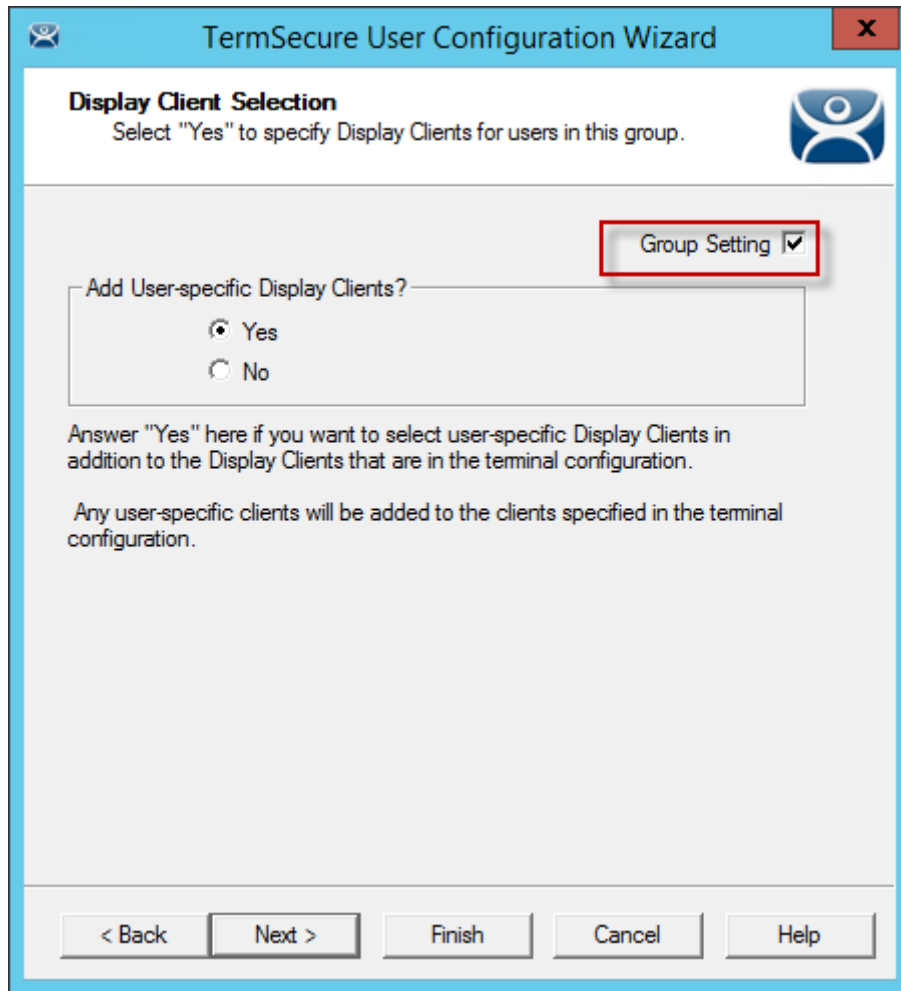 TermSecure User Configuration Wizard
x
Display Client Selection
Select "Yes" to specify Display Clients for users in this group.
Group Setting
Add User-specific Display Clients?
Yes
No
Answer "Yes" here if you want to select user-specific Display Clients in
addition to the Display Clients that are in the terminal configuration.
Any user-specific clients will be added to the clients specified in the terminal
configuration.
< Back
Next >
Finish
Cancel
Help